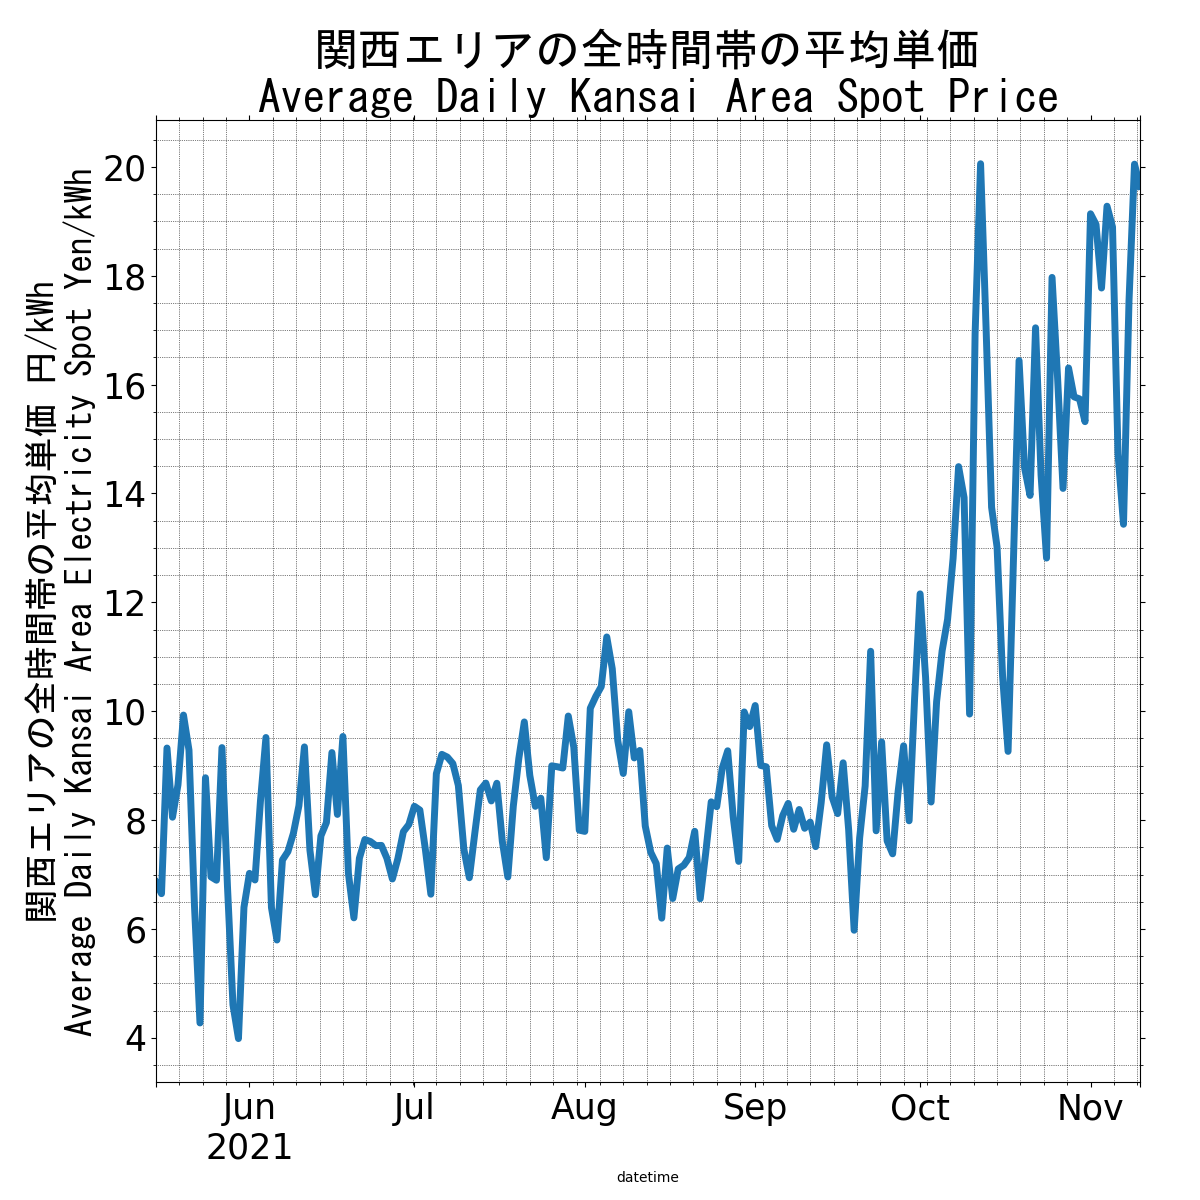 関西エリアの全時間帯の平均単価
Average Daily Kansai Area Spot Price
関西エリアの全時間帯の平均単価 円/kWh
Average Daily Kansai Area Electricity Spot Yen/kWh
20
18
16
14
12
10
8
6
4
Jun Jul Aug Sep Oct Nov
2021
datetime